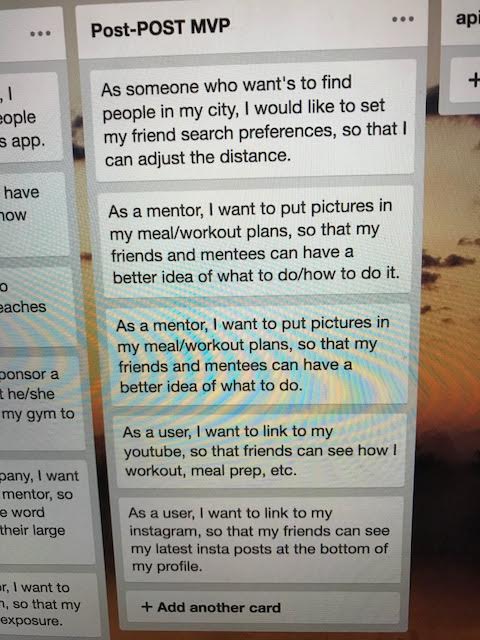 , I
eople
s app.
have
now
o
eaches
ponsor a
t he/she
my gym to
pany, I want
mentor, so
e word
their large
or, I want to
n, so that my
exposure.
Post-POST MVP
As someone who want's to find
people in my city, I would like to set
my friend search preferences, so that I
can adjust the distance.
As a mentor, I want to put pictures in
my meal/workout plans, so that my
friends and mentees can have a
better idea of what to do/how to do it.
As a mentor, I want to put pictures in
my meal/workout plans, so that my
friends and mentees can have a
better idea of what to do.
As a user, I want to link to my
youtube, so that friends can see how I
workout, meal prep, etc.
As a user, I want to link to my
instagram, so that my friends can see
my latest insta posts at the bottom of
my profile.
+ Add another card
api
+